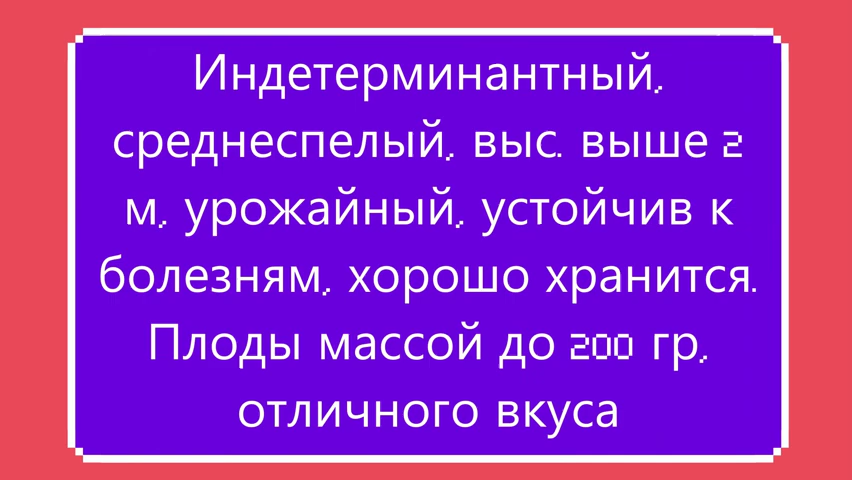 Индетерминантный,
среднеспелый, выс. выше 2
м, урожайный, устойчив к
болезням, хорошо хранится.
Плоды массой до 200 гр,
отличного вкуса